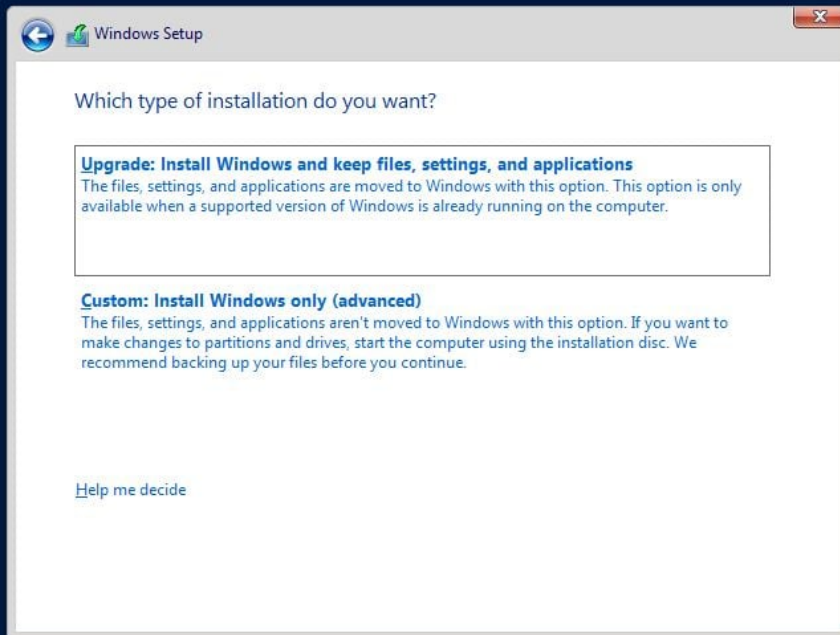 Windows Setup
Which type of installation do you want?
Upgrade: Install Windows and keep files, settings, and applications
The files, settings, and applications are moved to Windows with this option. This option is only
available when a supported version of Windows is already running on the computer.
Custom: Install Windows only (advanced)
The files, settings, and applications aren't moved to Windows with this option. If you want to
make changes to partitions and drives, start the computer using the installation disc. We
recommend backing up your files before you continue.
Help me decide